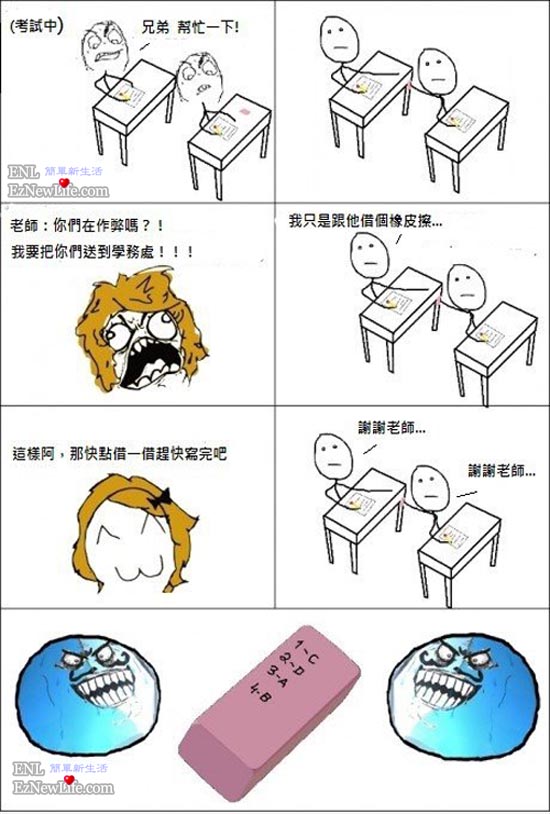 (考試中)
兄弟 幫忙一下!
ENL 簡單新生活
EzNewLife.com
老師：你們在作弊嗎？！
我要把你們送到學務處！！！
我只是跟他借個橡皮擦...
這樣阿，那快點借一借趕快寫完吧
謝謝老師...
謝謝老師...
1-C
2-D
3-A
4-B
ENL 簡單新生活
EzNewLife.com